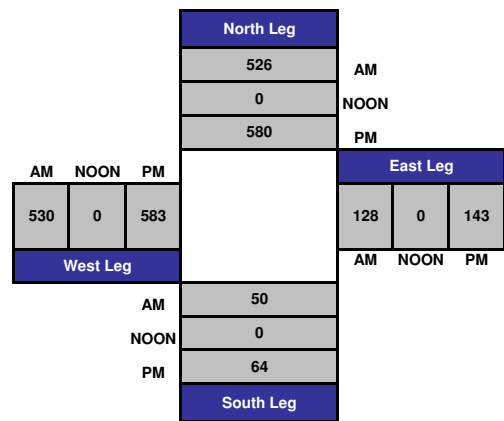 North Leg
526 AM
0 NOON
580 PM
AM NOON PM
East Leg
530 0 583
128 0 143
West Leg
AM NOON PM
AM 50
NOON 0
PM 64
South Leg